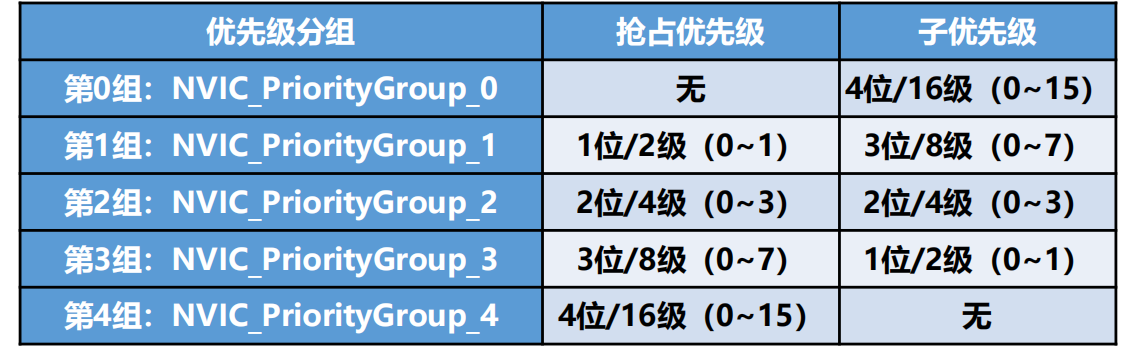 优先级分组 抢占优先级 子优先级
第0组：NVIC_PriorityGroup_0 无 4位/16级（0~15）
第1组：NVIC_PriorityGroup_1 1位/2级（0~1） 3位/8级（0~7）
第2组：NVIC_PriorityGroup_2 2位/4级（0~3） 2位/4级（0~3）
第3组：NVIC_PriorityGroup_3 3位/8级（0~7） 1位/2级（0~1）
第4组：NVIC_PriorityGroup_4 4位/16级（0~15） 无